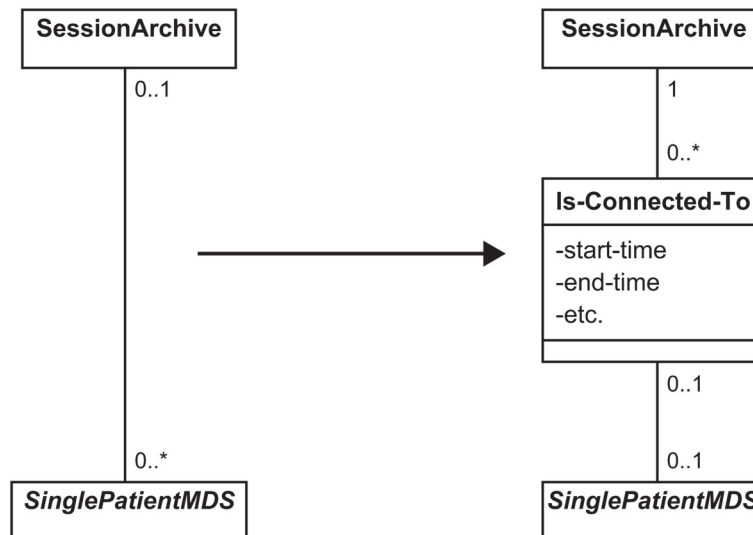 SessionArchive
0..1
0..*
SinglePatientMDS
SessionArchive
1
0..*
Is-Connected-To
-start-time
-end-time
-etc.
0..1
0..1
SinglePatientMDS